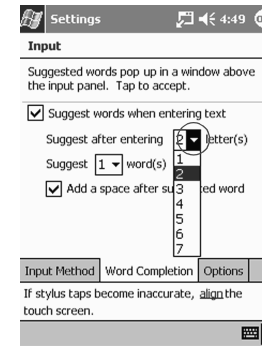 Settings 4:49
Input
Suggested words pop up in a window above
the input panel. Tap to accept.
Suggest words when entering text
Suggest after entering 2 letter(s)
1
2
3
4
5
6
7
Suggest 1 word(s)
Add a space after su ted word
Input Method Word Completion Options
If stylus taps become inaccurate, align the
touch screen.